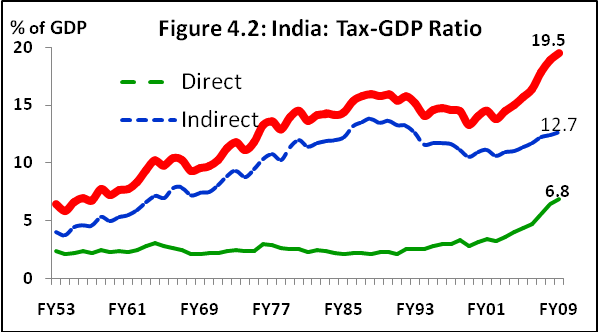 % of GDP
Figure 4.2: India: Tax-GDP Ratio
19.5
20
Direct
15
Indirect
12.7
10
6.8
5
0
FY53 FY61 FY69 FY77 FY85 FY93 FY01 FY09